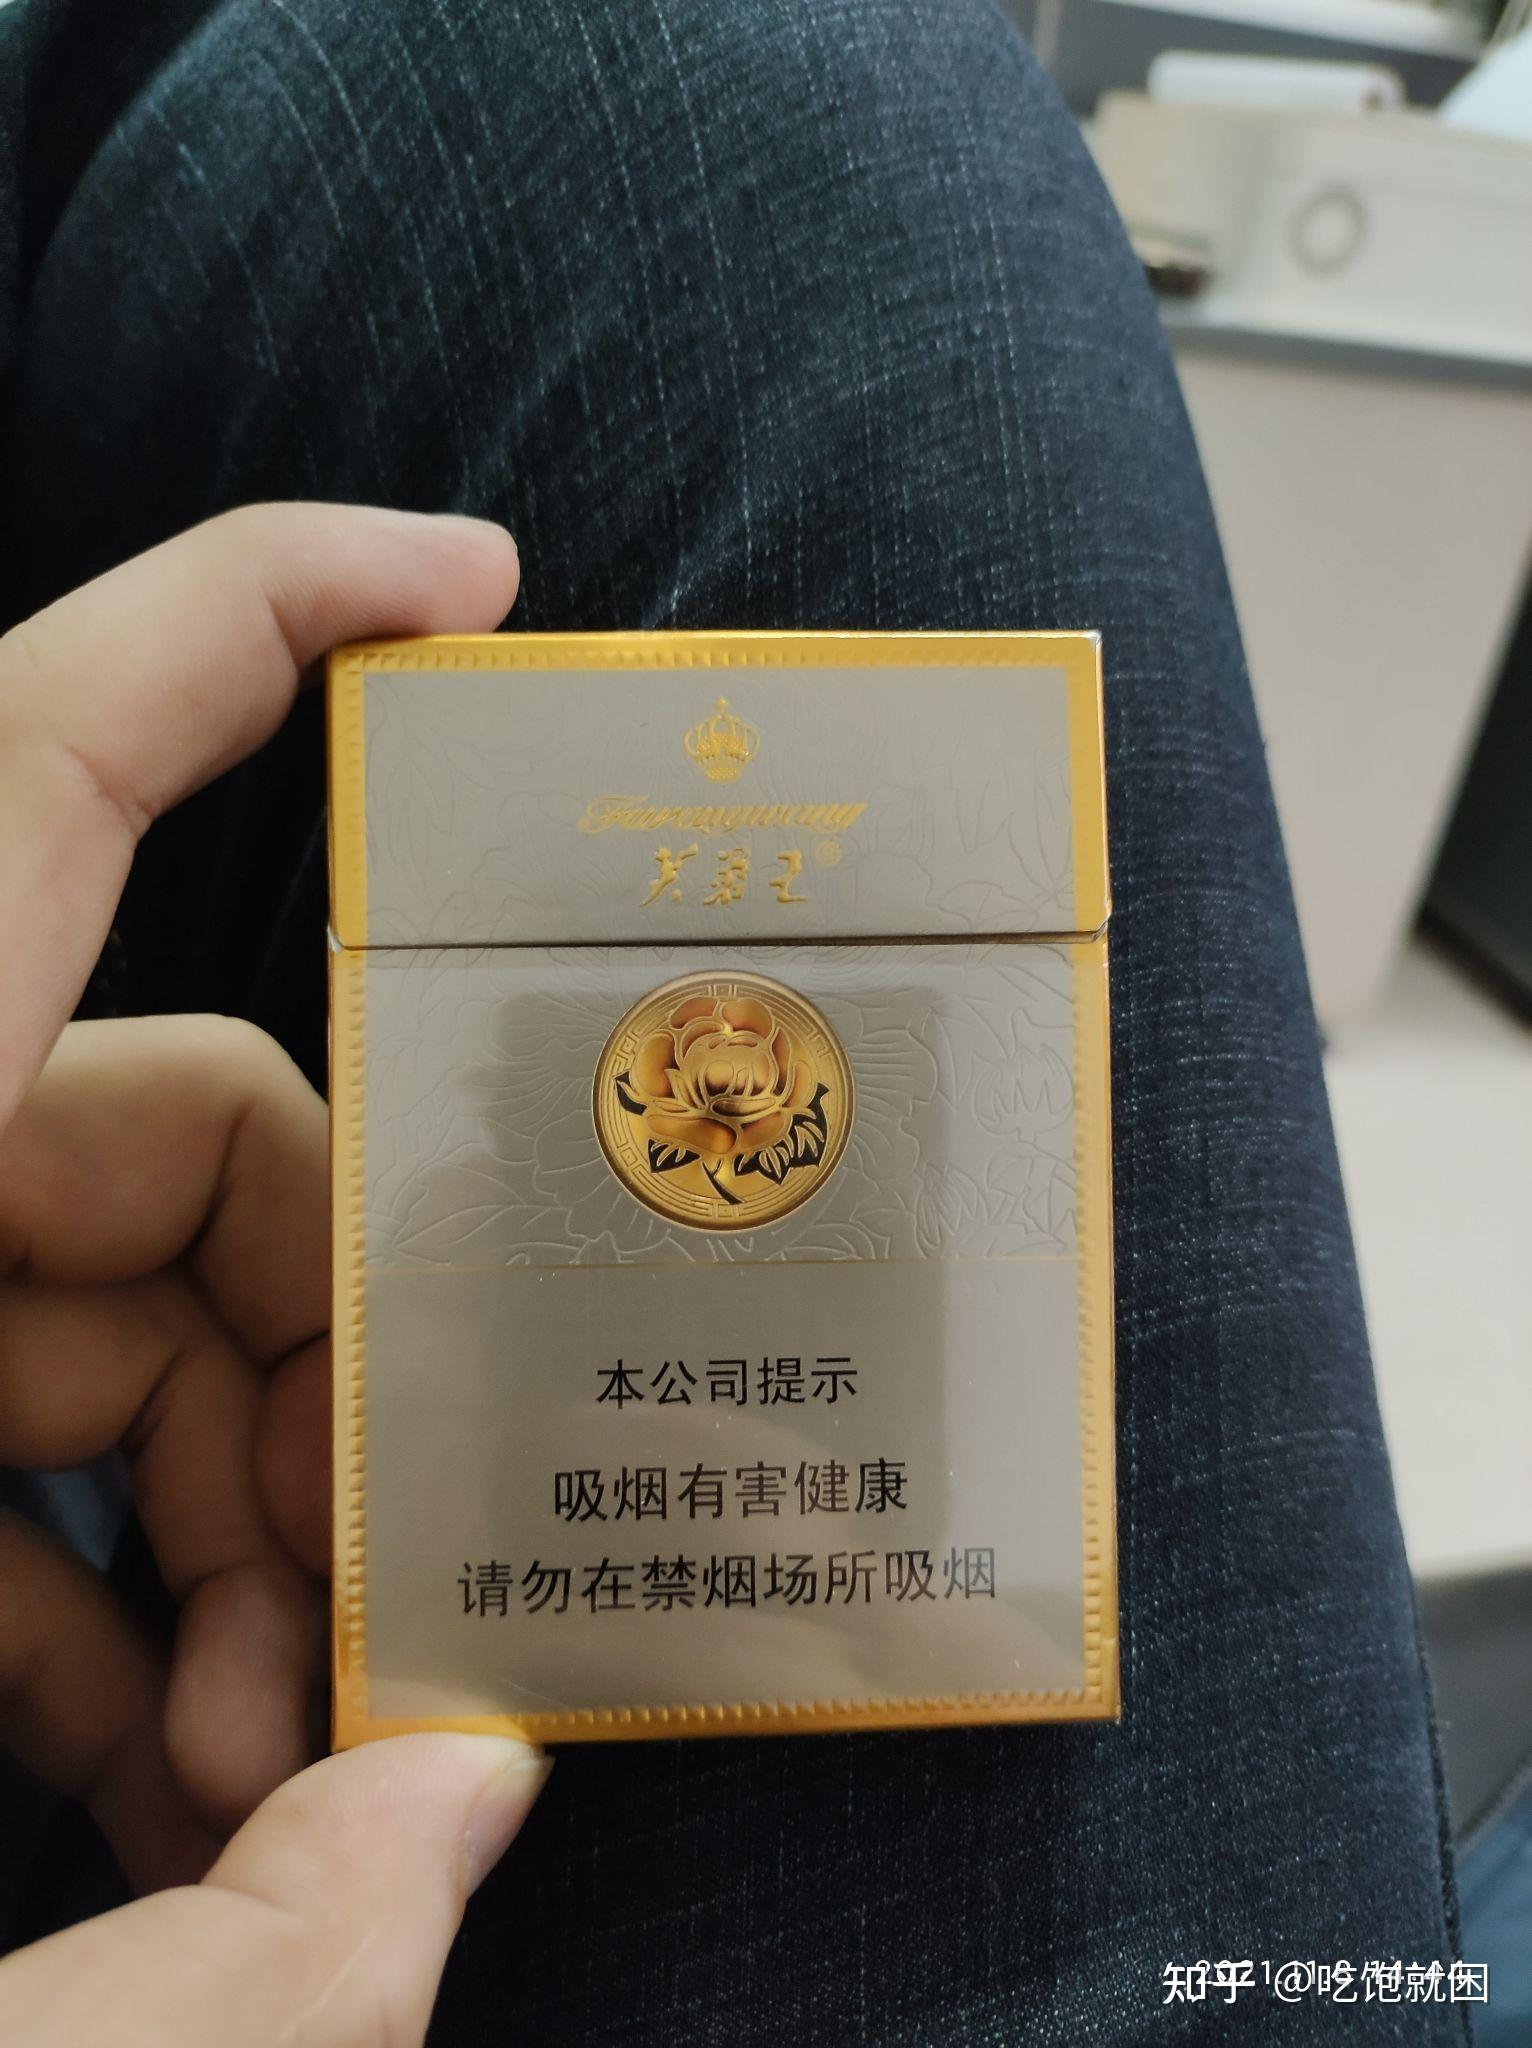 Furongwang
芙蓉王
本公司提示
吸烟有害健康
请勿在禁烟场所吸烟
知乎 @吃饱就困